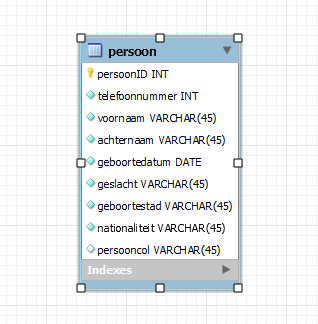 persoon
persoonID INT
telefoonnummer INT
voornaam VARCHAR(45)
achternaam VARCHAR(45)
geboortedatum DATE
geslacht VARCHAR(45)
geboortestad VARCHAR(45)
nationaliteit VARCHAR(45)
persooncol VARCHAR(45)
Indexes